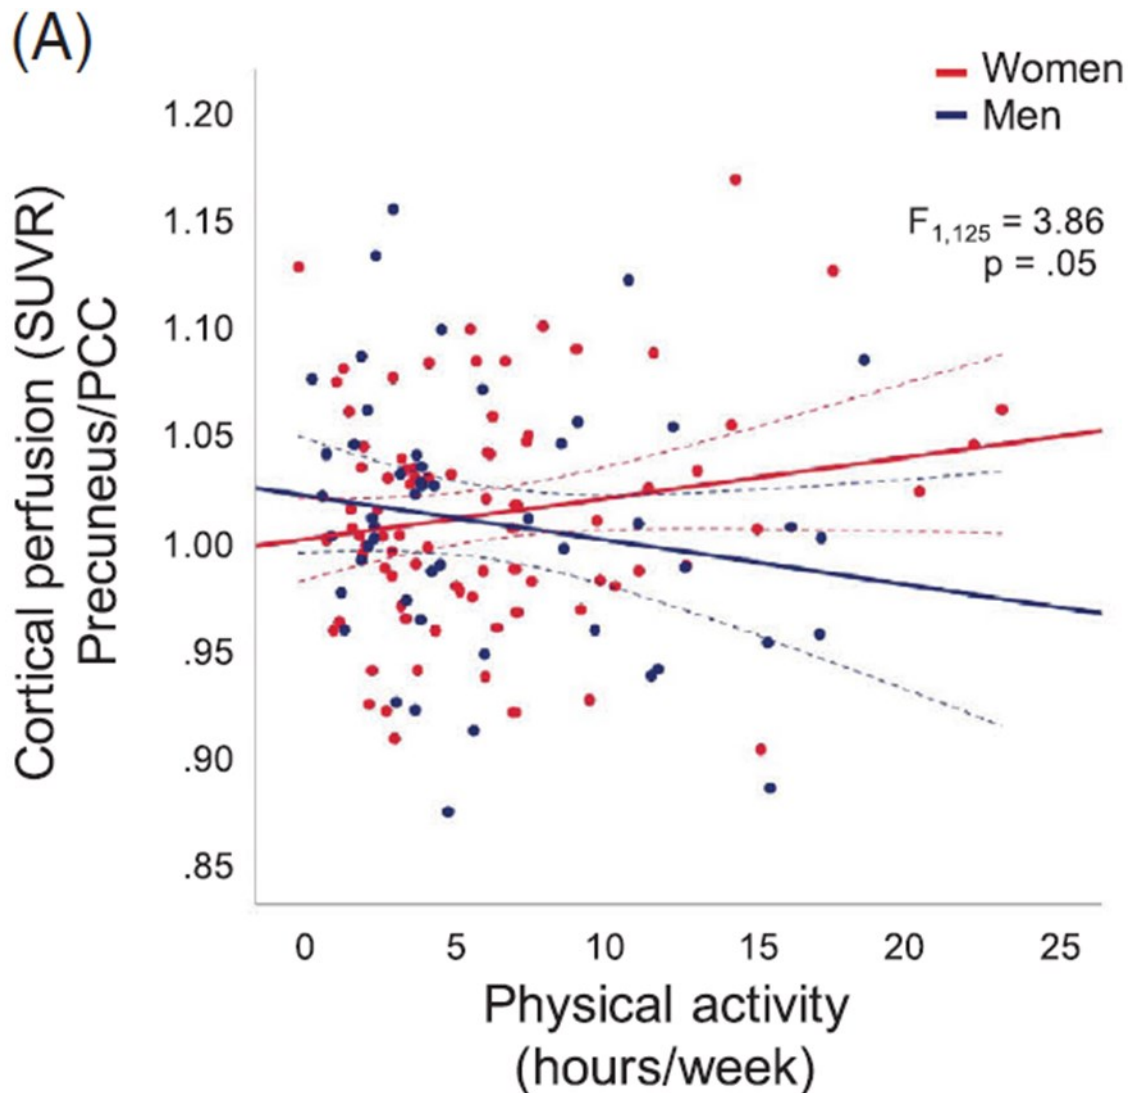 (A)
Women
Men
F1,125 = 3.86
p = .05
Cortical perfusion (SUVR)
Precuneus/PCC
1.20
1.15
1.10
1.05
1.00
.95
.90
.85
0 5 10 15 20 25
Physical activity
(hours/week)